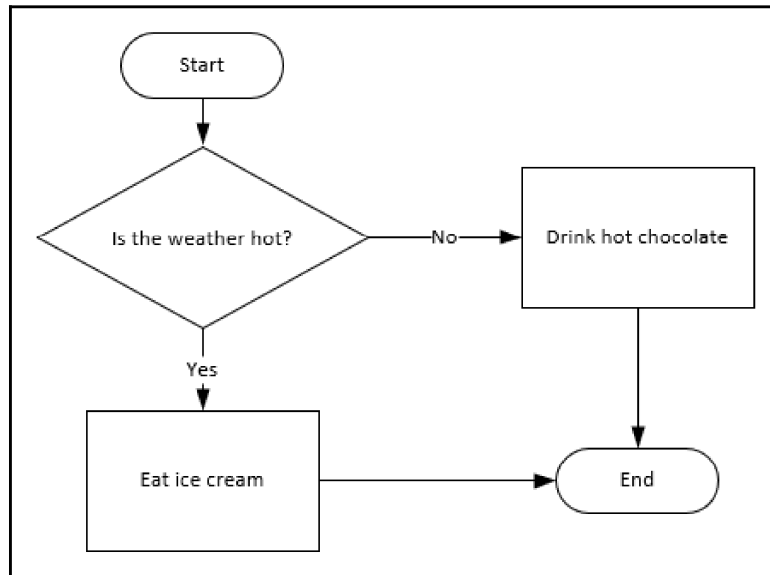 Start
Is the weather hot?
No
Drink hot chocolate
Yes
Eat ice cream
End